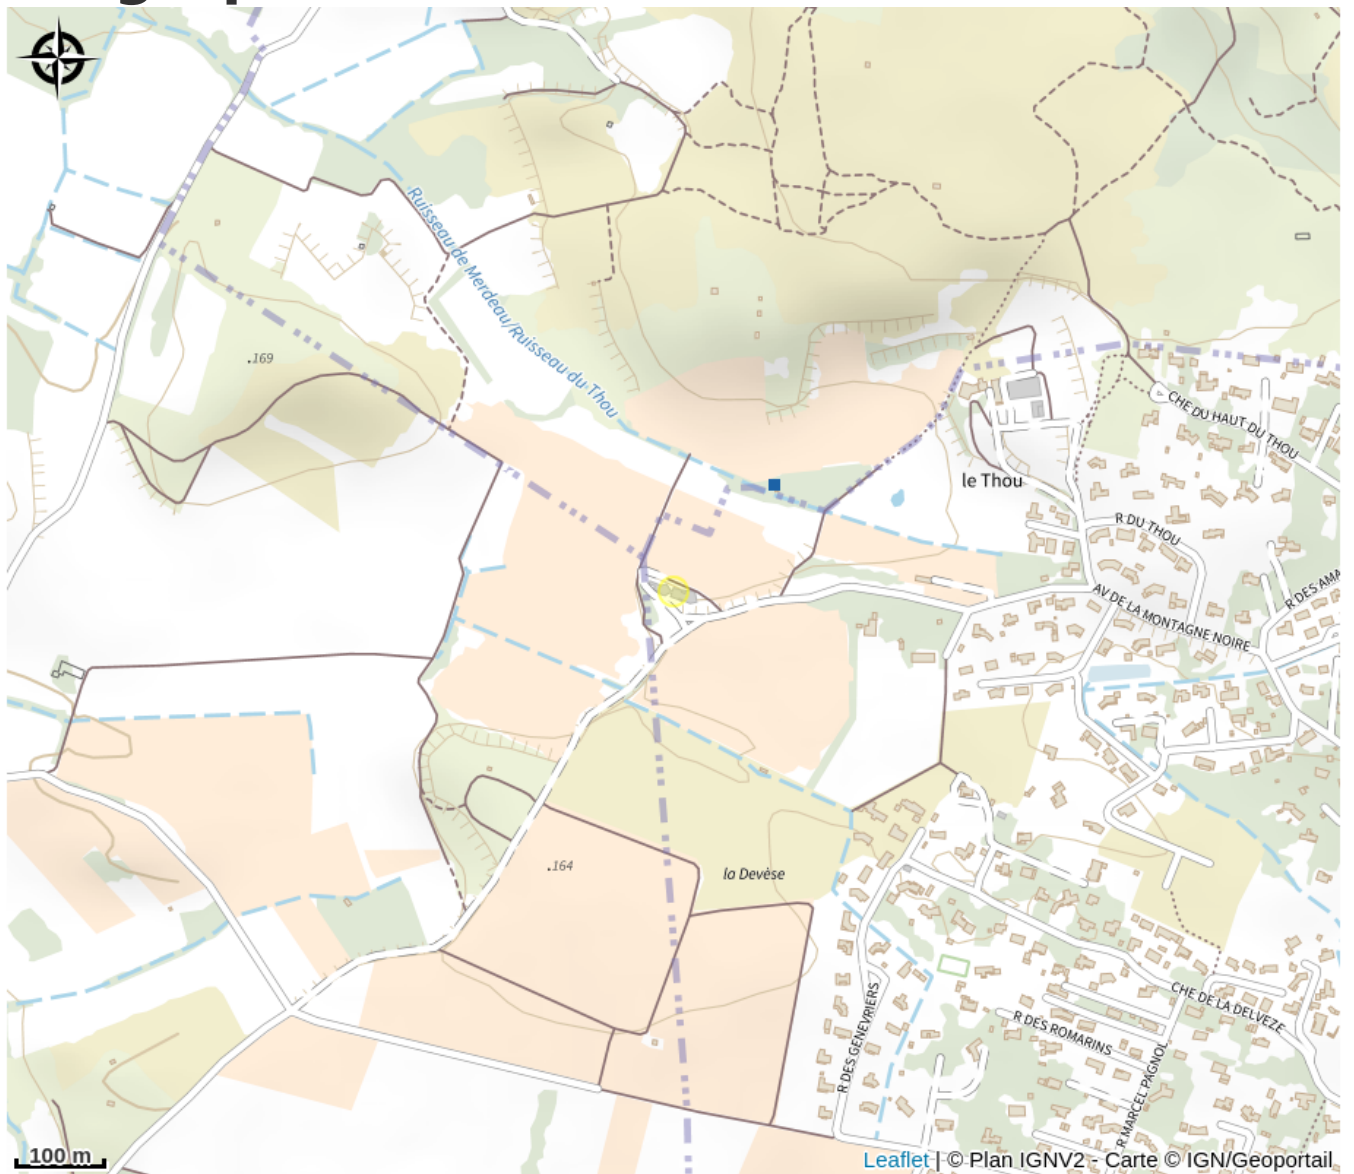 Ruisseau de Merdeau/Ruisseau du Thou
.169
CHE DU HAUT DU THOU
le Thou
R DU THOU
R DES AMA
AV DE LA MONTAGNE NOIRE
.164
la Devèse
CHE DE LA DELVEZE
R DES GENEVRIERS
R DES ROMARINS
R MARCEL PAGNOL
100 m
Leaflet | © Plan IGNV2 - Carte © IGN/Geoportail